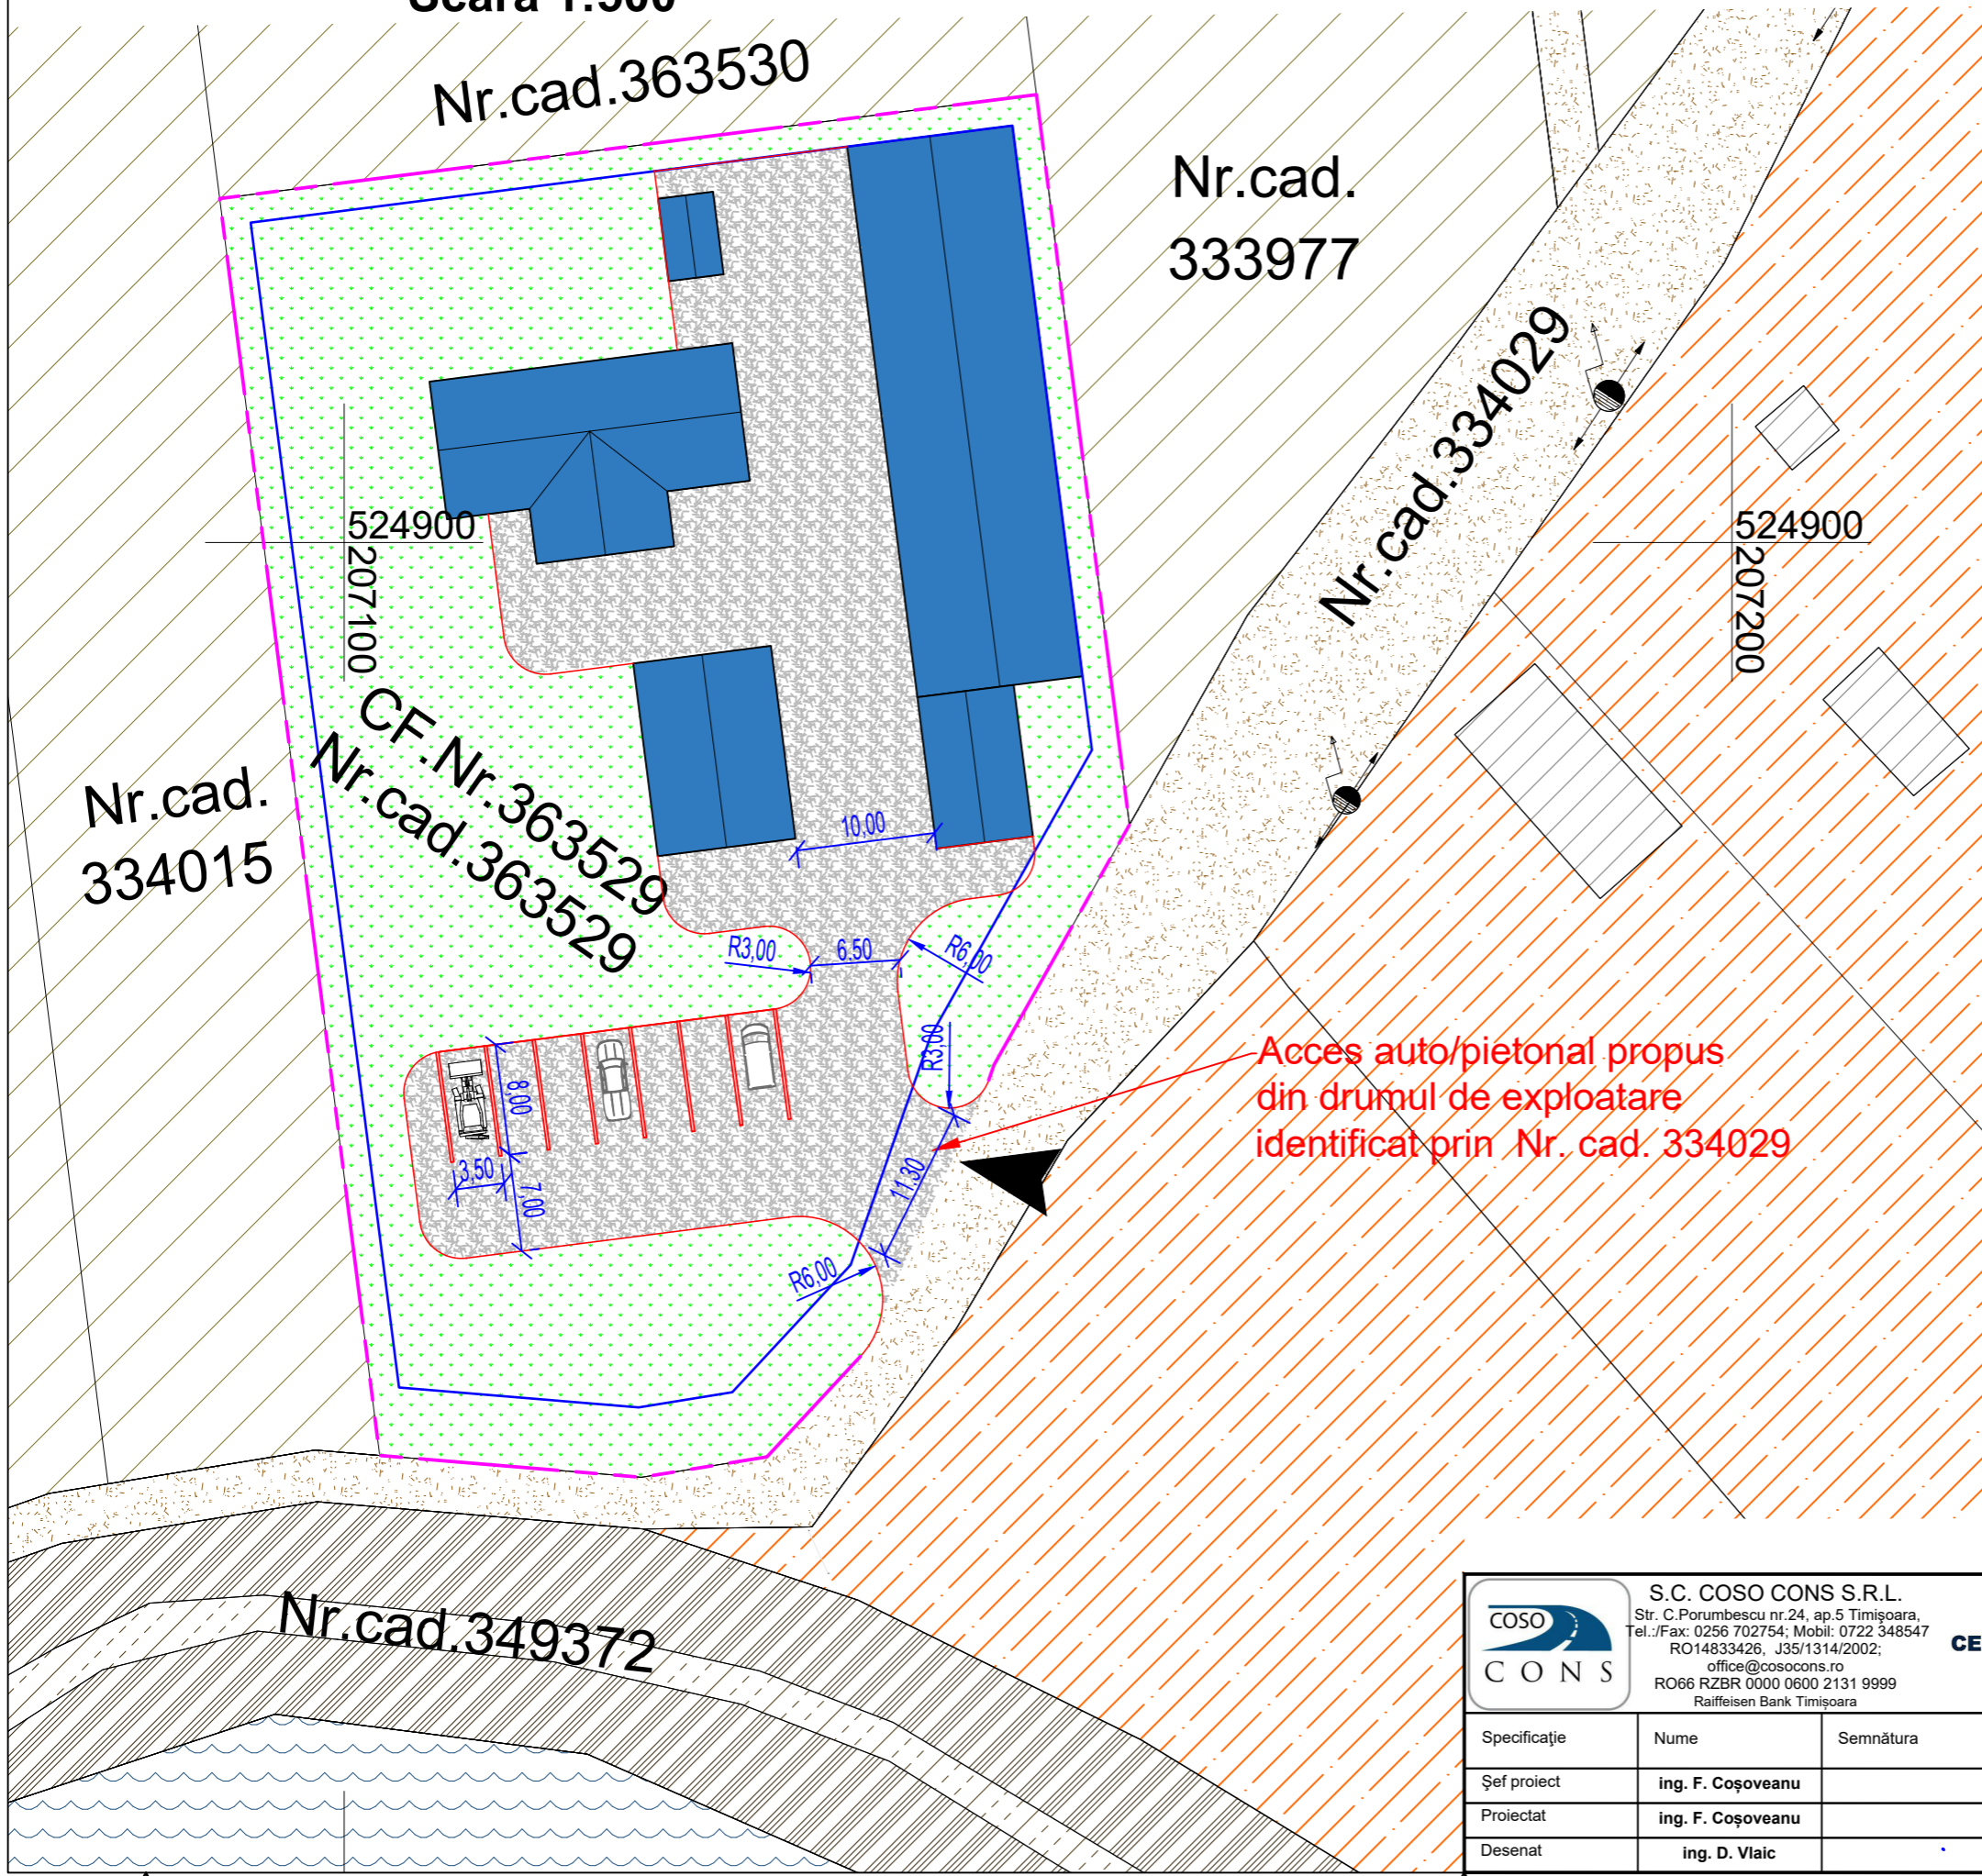 Scara 1:500
Nr.cad.363530
Nr.cad.
333977
Nr.cad.334029
524900
207100
524900
207200
CF.Nr.363529
Nr.cad.363529
Nr.cad.
334015
10,00
R3,00
6.50
R6,00
R3,00
8,00
3,50
7,00
11.30
R6,00
Acces auto/pietonal propus
din drumul de exploatare
identificat prin Nr. cad. 334029
Nr.cad.349372
COSO
CONS
S.C. COSO CONS S.R.L.
Str. C.Porumbescu nr.24, ap.5 Timişoara,
Tel.:/Fax: 0256 702754; Mobil: 0722 348547
RO14833426, J35/1314/2002;
office@cosocons.ro
RO66 RZBR 0000 0600 2131 9999
Raiffeisen Bank Timişoara
CE
Specificaţie Nume Semnătura
Şef proiect ing. F. Coşoveanu
Proiectat ing. F. Coşoveanu
Desenat ing. D. Vlaic